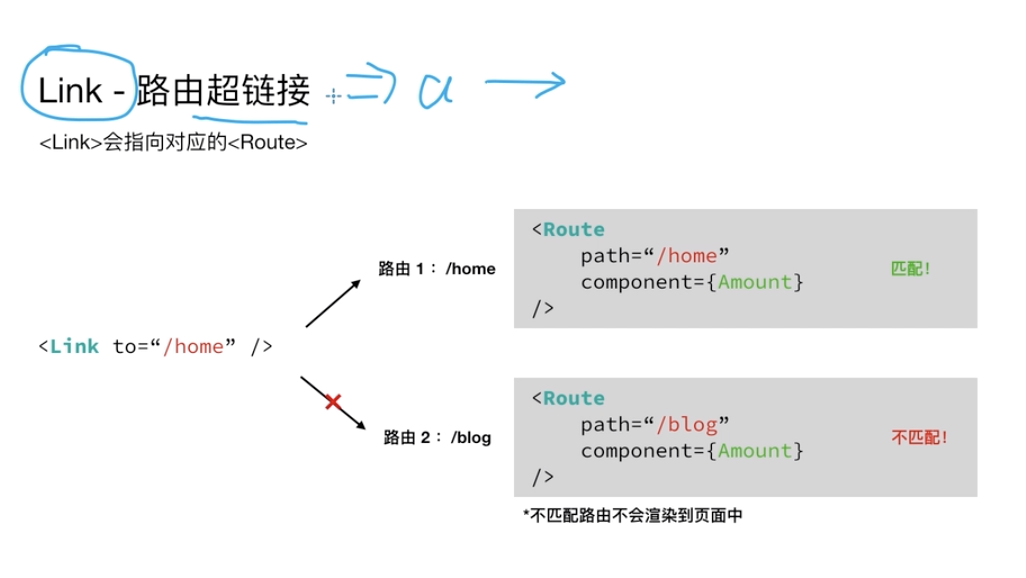 Link - 路由超链接 => a →
<Link>会指向对应的<Route>
<Link to=“/home” />
路由 1： /home
<Route
path=“/home”
component={Amount}
/>
匹配！
路由 2： /blog
<Route
path=“/blog”
component={Amount}
/>
不匹配！
*不匹配路由不会渲染到页面中